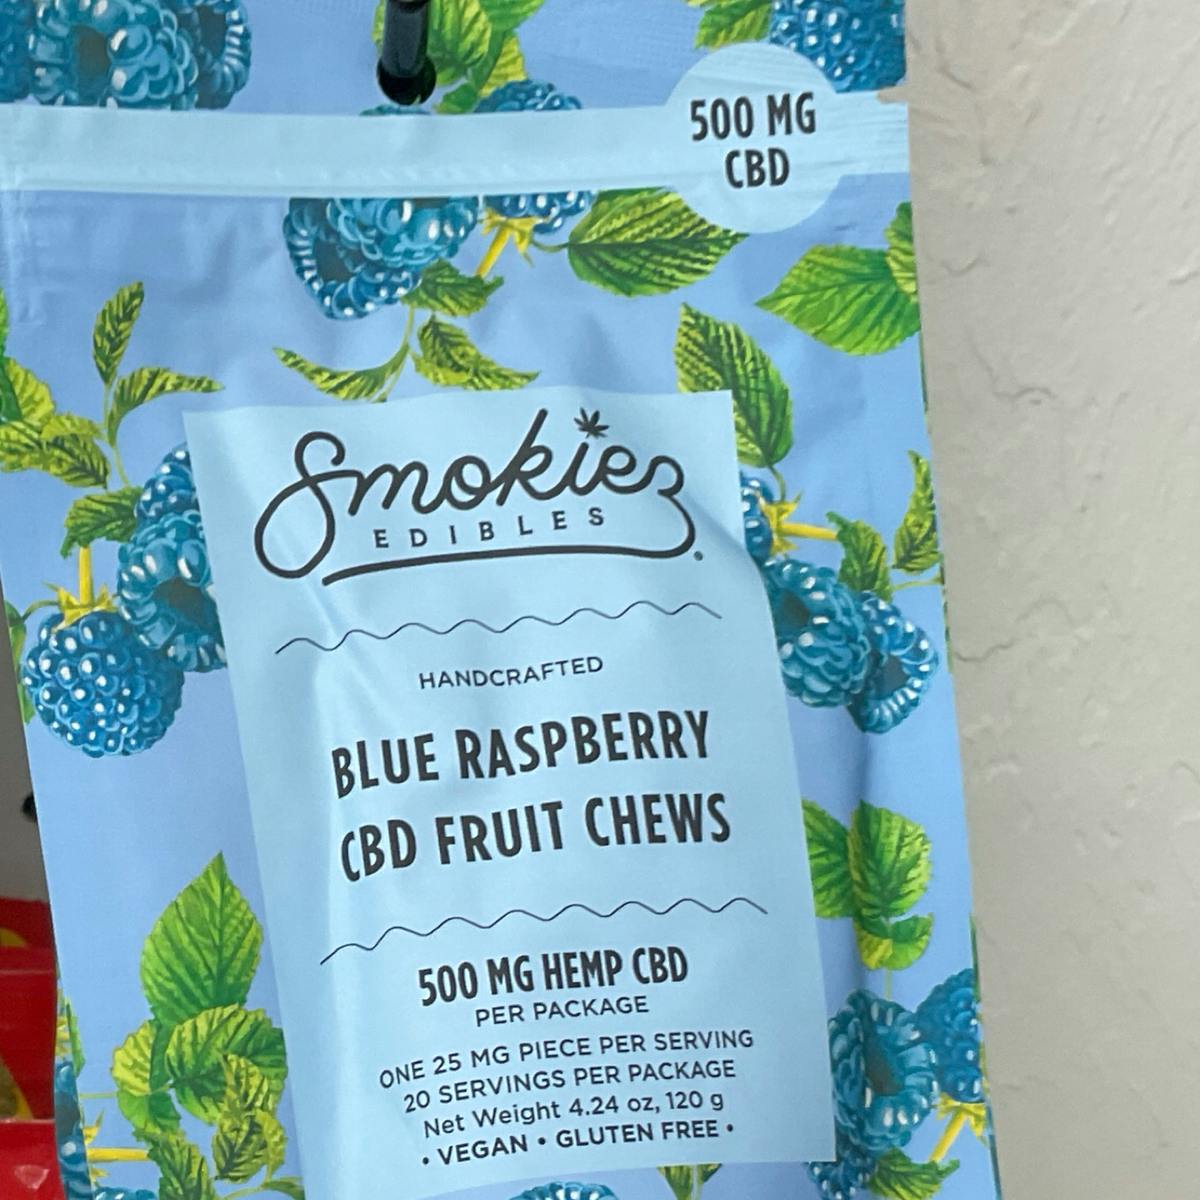 500 MG
CBD
Smokiez
EDIBLES
HANDCRAFTED
BLUE RASPBERRY
CBD FRUIT CHEWS
500 MG HEMP CBD
PER PACKAGE
ONE 25 MG PIECE PER SERVING
20 SERVINGS PER PACKAGE
Net Weight 4.24 oz, 120 g
• VEGAN • GLUTEN FREE •